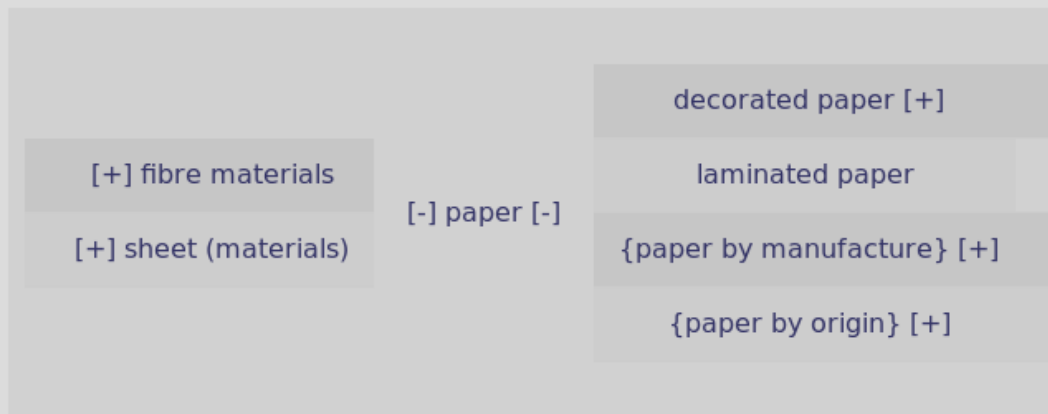 [+] fibre materials
[+] sheet (materials)
[-] paper [-]
decorated paper [+]
laminated paper
{paper by manufacture} [+]
{paper by origin} [+]